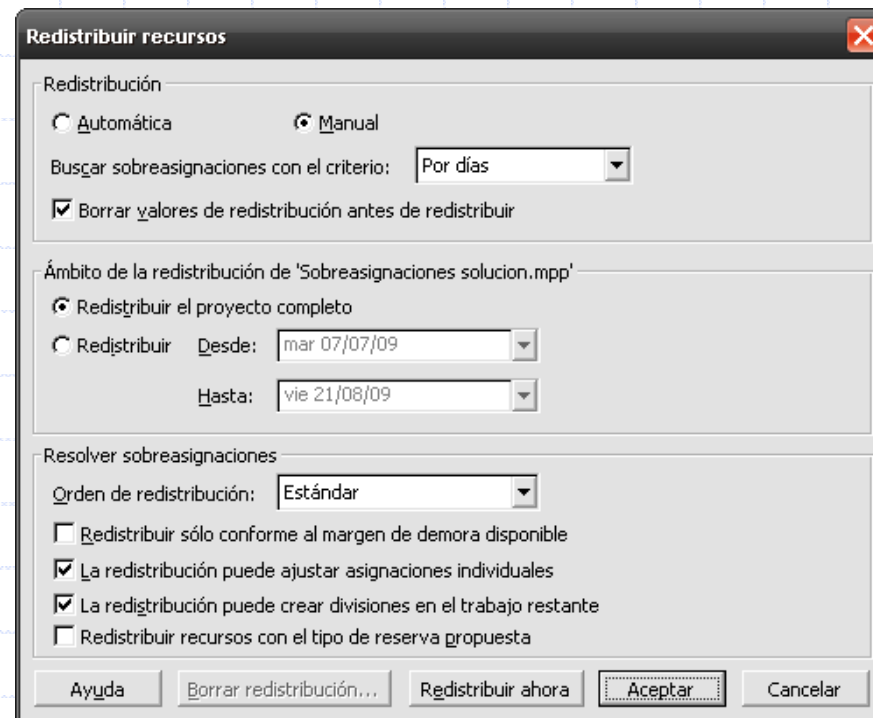 Redistribuir recursos
Redistribución
Automática Manual
Buscar sobreasignaciones con el criterio: Por días
Borrar valores de redistribución antes de redistribuir
Ámbito de la redistribución de 'Sobreasignaciones solucion.mpp'
Redistribuir el proyecto completo
Redistribuir Desde: mar 07/07/09
Hasta: vie 21/08/09
Resolver sobreasignaciones
Orden de redistribución: Estándar
Redistribuir sólo conforme al margen de demora disponible
La redistribución puede ajustar asignaciones individuales
La redistribución puede crear divisiones en el trabajo restante
Redistribuir recursos con el tipo de reserva propuesta
Ayuda Borrar redistribución... Redistribuir ahora Aceptar Cancelar